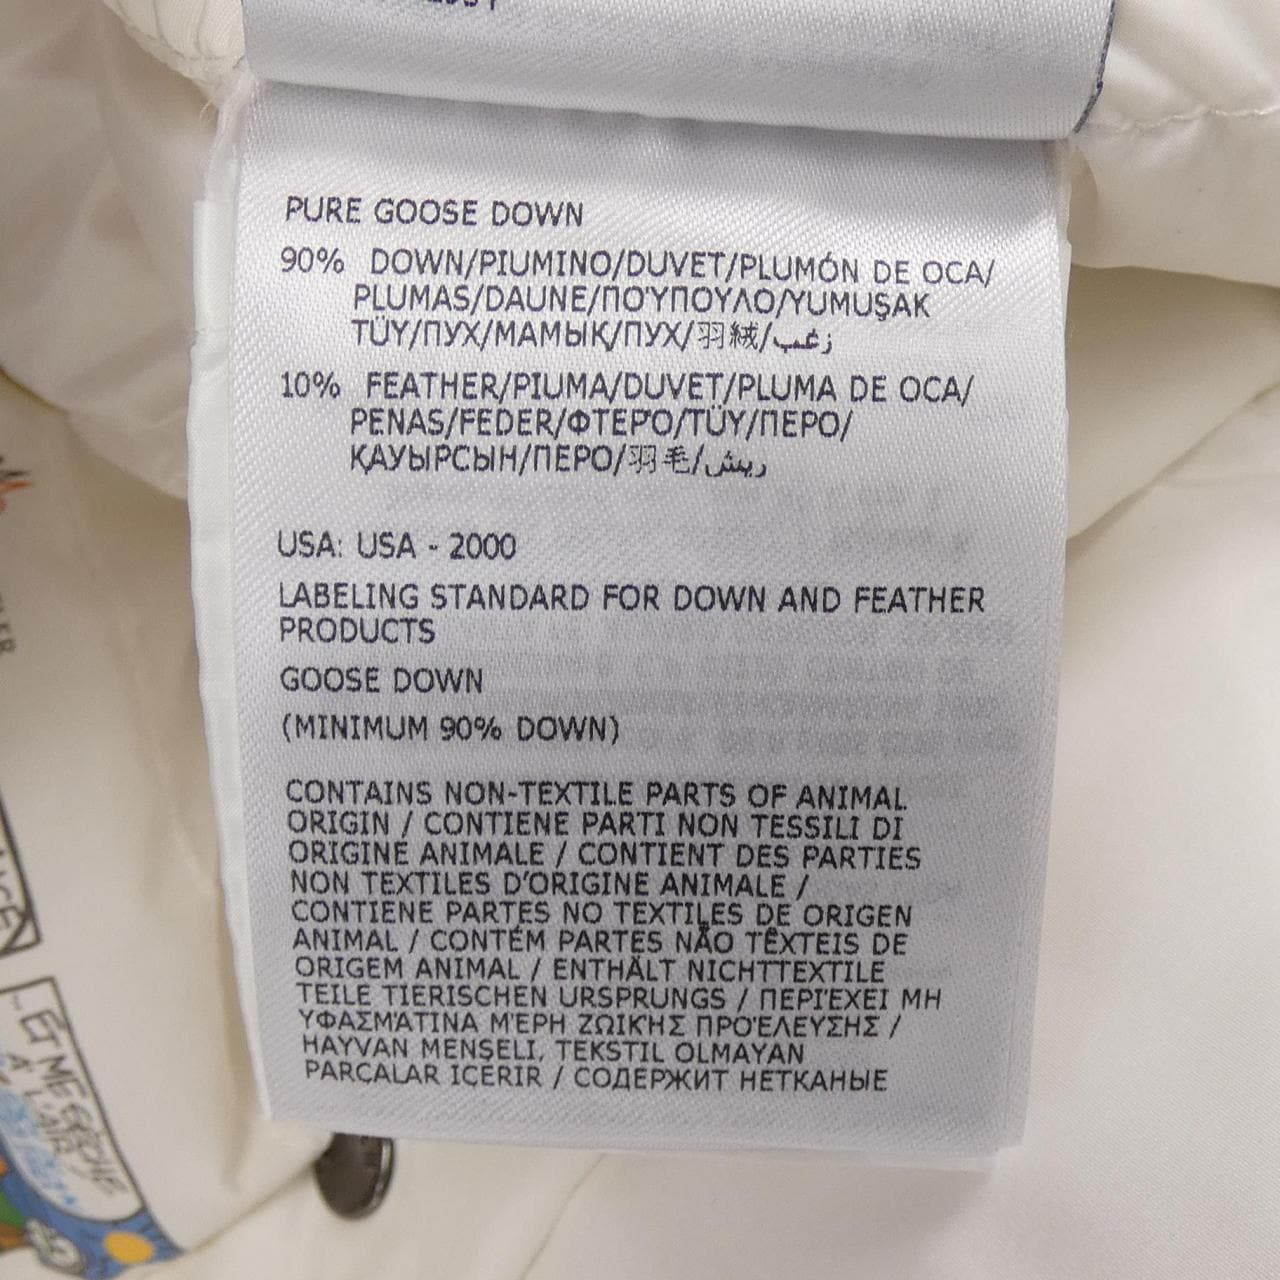 PURE GOOSE DOWN
90% DOWN/PIUMINO/DUVET/PLUMÓN DE OCA/
PLUMAS/DAUNE/ΠΟΎΠΟΥΛΟ/YUMUŞAK
TÜY/ПУХ/МАМЫҚ/ПУХ/羽絨/زغب
10% FEATHER/PIUMA/DUVET/PLUMA DE OCA/
PENAS/FEDER/ΦΤΕΡΌ/TÜY/ПЕРО/
ҚАУЫРСЫН/ПЕРО/羽毛/ريش
USA: USA - 2000
LABELING STANDARD FOR DOWN AND FEATHER
PRODUCTS
GOOSE DOWN
(MINIMUM 90% DOWN)
CONTAINS NON-TEXTILE PARTS OF ANIMAL
ORIGIN / CONTIENE PARTI NON TESSILI DI
ORIGINE ANIMALE / CONTIENT DES PARTIES
NON TEXTILES D'ORIGINE ANIMALE /
CONTIENE PARTES NO TEXTILES DE ORIGEN
ANIMAL / CONTÉM PARTES NÃO TÊXTEIS DE
ORIGEM ANIMAL / ENTHÄLT NICHTTEXTILE
TEILE TIERISCHEN URSPRUNGS / ΠΕΡΙΈΧΕΙ ΜΗ
ΥΦΑΣΜΆΤΙΝΑ ΜΈΡΗ ΖΩΙΚΉΣ ΠΡΟΈΛΕΥΣΗΣ /
HAYVAN MENŞELI, TEKSTIL OLMAYAN
PARÇALAR IÇERIR / СОДЕРЖИТ НЕТКАНЫЕ
- ET ME
À L'AIR